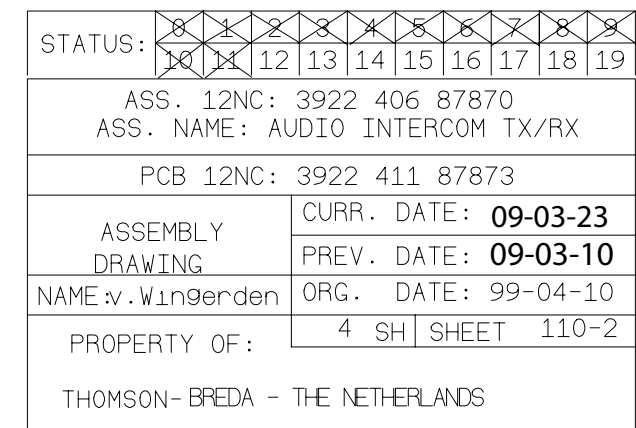 STATUS: 0 1 2 3 4 5 6 7 8 9
10 11 12 13 14 15 16 17 18 19
ASS. 12NC: 3922 406 87870
ASS. NAME: AUDIO INTERCOM TX/RX
PCB 12NC: 3922 411 87873
ASSEMBLY
DRAWING
CURR. DATE: 09-03-23
PREV. DATE: 09-03-10
NAME:v.Wingerden
ORG. DATE: 99-04-10
4 SH SHEET 110-2
PROPERTY OF:
THOMSON- BREDA - THE NETHERLANDS